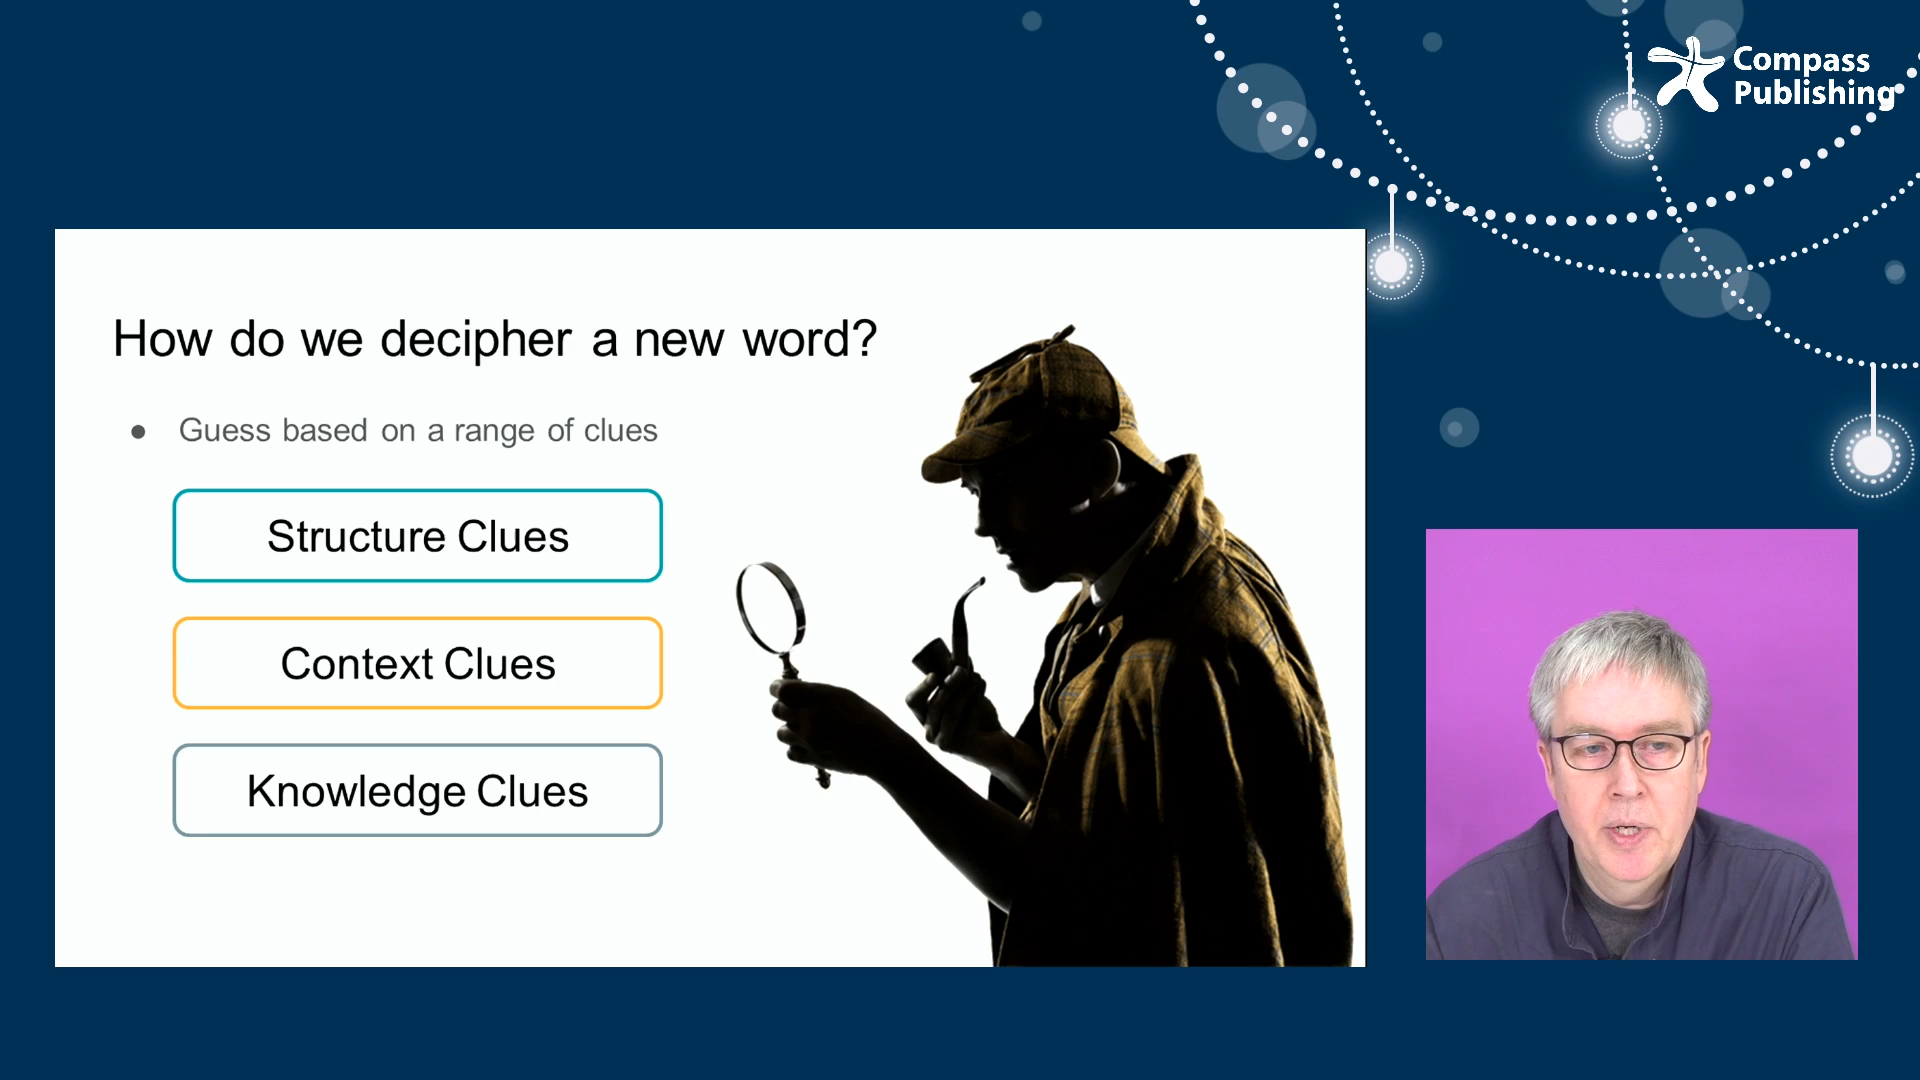 Compass
Publishing
How do we decipher a new word?
● Guess based on a range of clues
Structure Clues
Context Clues
Knowledge Clues